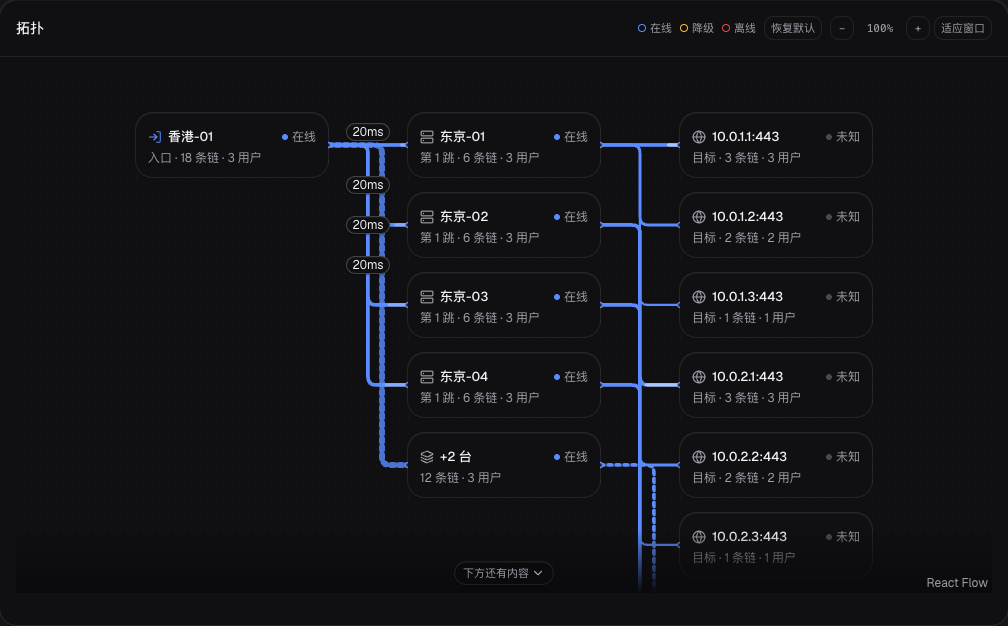 拓扑
在线 降级 离线 恢复默认 − 100% + 适应窗口
香港-01 在线
入口 · 18 条链 · 3 用户
20ms
20ms
20ms
20ms
东京-01 在线
第 1 跳 · 6 条链 · 3 用户
东京-02 在线
第 1 跳 · 6 条链 · 3 用户
东京-03 在线
第 1 跳 · 6 条链 · 3 用户
东京-04 在线
第 1 跳 · 6 条链 · 3 用户
+2 台 在线
12 条链 · 3 用户
10.0.1.1:443 未知
目标 · 3 条链 · 3 用户
10.0.1.2:443 未知
目标 · 2 条链 · 2 用户
10.0.1.3:443 未知
目标 · 1 条链 · 1 用户
10.0.2.1:443 未知
目标 · 3 条链 · 3 用户
10.0.2.2:443 未知
目标 · 2 条链 · 2 用户
10.0.2.3:443 未知
目标 · 1 条链 · 1 用户
下方还有内容
React Flow